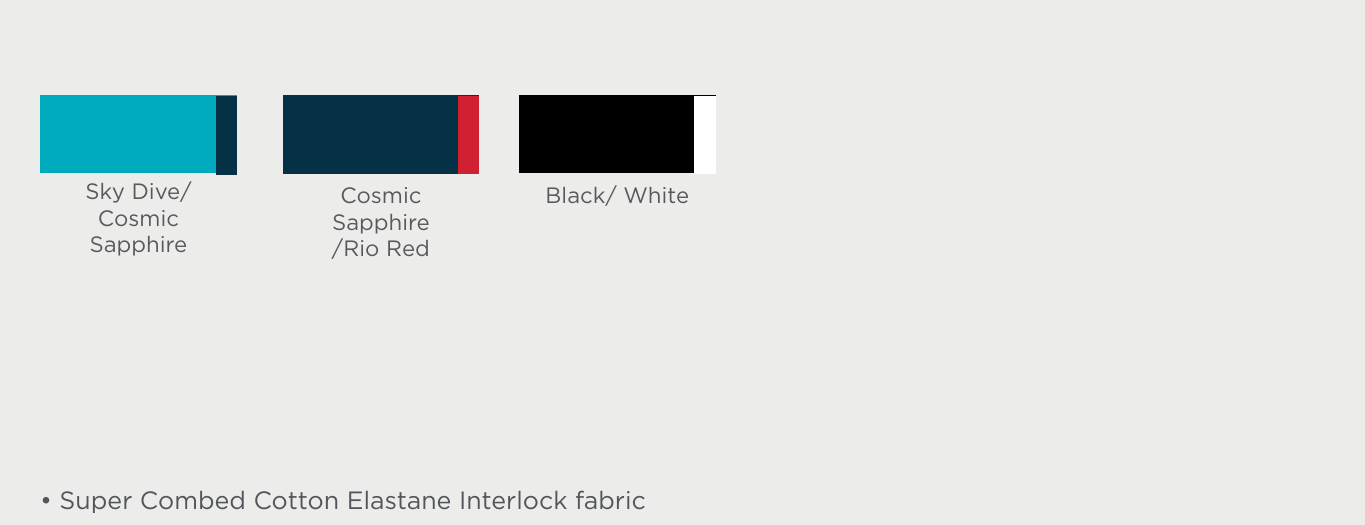 Sky Dive/
Cosmic
Sapphire
Cosmic
Sapphire
/Rio Red
Black/ White
• Super Combed Cotton Elastane Interlock fabric